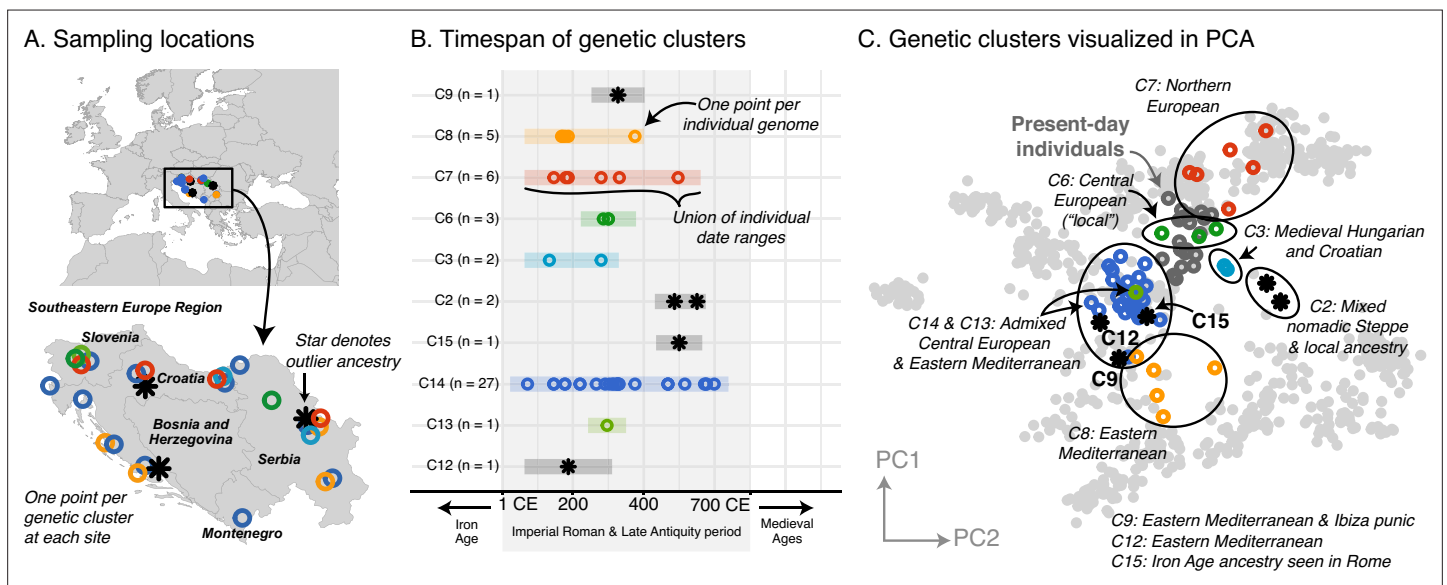 A. Sampling locations
Southeastern Europe Region
Slovenia
Croatia
Bosnia and
Herzegovina
Serbia
Montenegro
Star denotes
outlier ancestry
One point per
genetic cluster
at each site
B. Timespan of genetic clusters
C9 (n = 1)
C8 (n = 5)
C7 (n = 6)
C6 (n = 3)
C3 (n = 2)
C2 (n = 2)
C15 (n = 1)
C14 (n = 27)
C13 (n = 1)
C12 (n = 1)
One point per
individual genome
Union of individual
date ranges
1 CE
200
400
700 CE
Iron
Age
Imperial Roman & Late Antiquity period
Medieval
Ages
C. Genetic clusters visualized in PCA
C7: Northern
European
Present-day
individuals
C6: Central
European
(“local”)
C3: Medieval Hungarian
and Croatian
C2: Mixed
nomadic Steppe
& local ancestry
C15
C12
C9
C14 & C13: Admixed
Central European
& Eastern Mediterranean
C8: Eastern
Mediterranean
PC1
PC2
C9: Eastern Mediterranean & Ibiza punic
C12: Eastern Mediterranean
C15: Iron Age ancestry seen in Rome